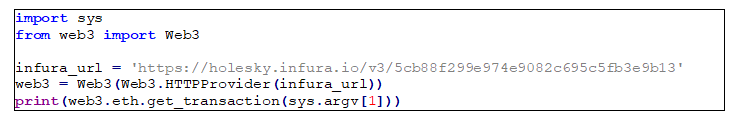 import sys
from web3 import Web3
infura_url = 'https://holesky.infura.io/v3/5cb88f299e974e9082c695c5fb3e9b13'
web3 = Web3(Web3.HTTPProvider(infura_url))
print(web3.eth.get_transaction(sys.argv[1]))